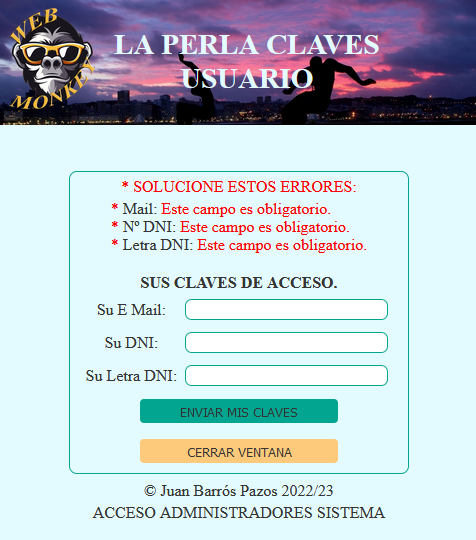 WEB
MONKEY
LA PERLA CLAVES
USUARIO
* SOLUCIONE ESTOS ERRORES:
* Mail: Este campo es obligatorio.
* Nº DNI: Este campo es obligatorio.
* Letra DNI: Este campo es obligatorio.
SUS CLAVES DE ACCESO.
Su E Mail:
Su DNI:
Su Letra DNI:
ENVIAR MIS CLAVES
CERRAR VENTANA
© Juan Barrós Pazos 2022/23
ACCESO ADMINISTRADORES SISTEMA